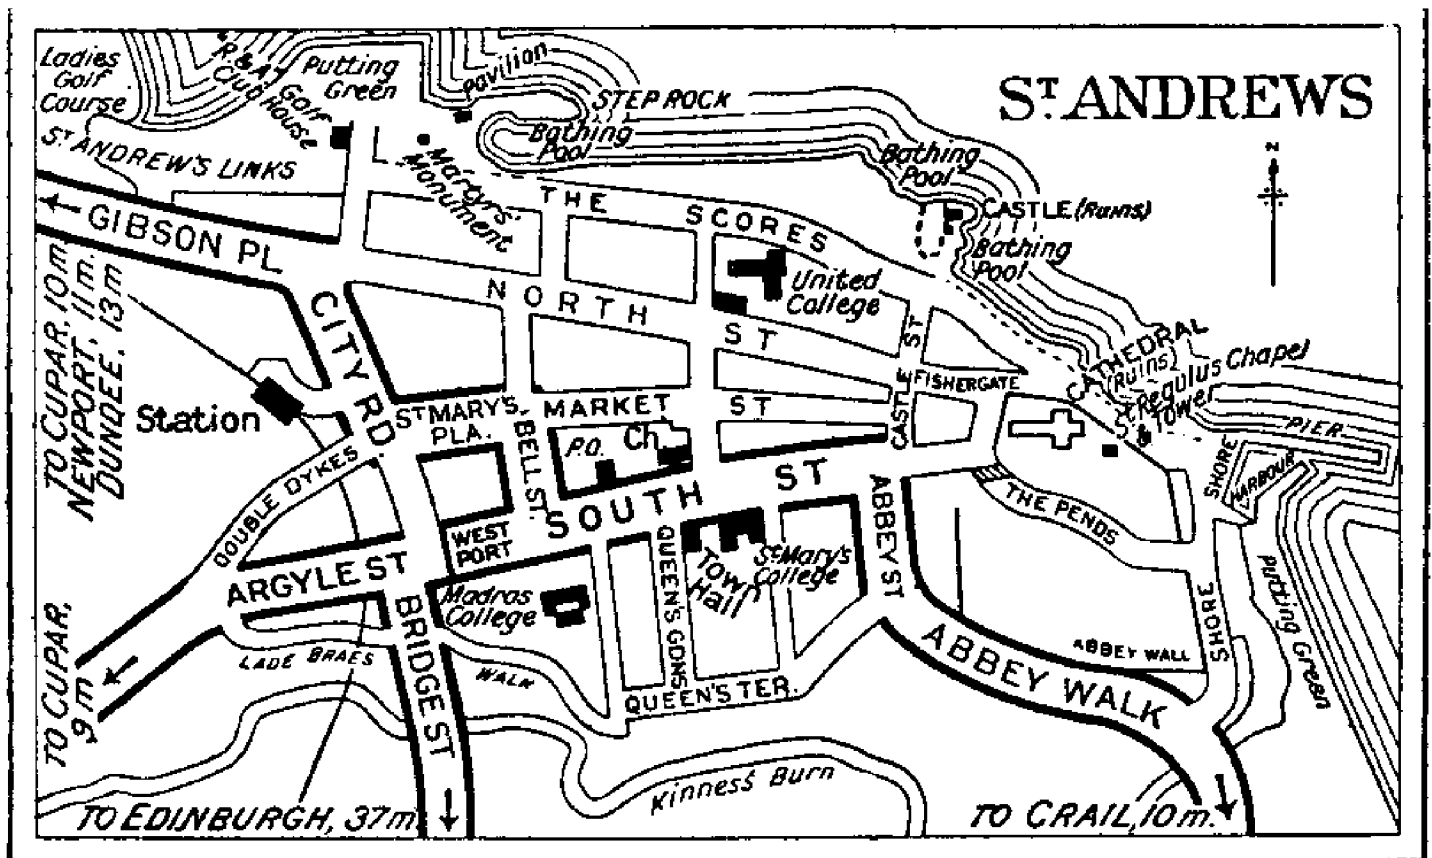 ST. ANDREWS
N
Ladies
Golf
Course
R & A
Golf
Club
House
Putting
Green
Pavilion
STEP ROCK
Bathing
Pool
ST ANDREW'S LINKS
Martyrs'
Monument
THE SCORES
Bathing
Pool
CASTLE (Ruins)
Bathing
Pool
GIBSON PL
NORTH ST
United
College
CASTLE ST
FISHERGATE
CATHEDRAL
(Ruins)
St Regulus Chapel
& Tower
PIER
HARBOUR
SHORE
CITY RD
Station
TO CUPAR, 10m
NEWPORT, 11m.
DUNDEE, 13m
ST MARY'S
PLA.
MARKET ST
BELL ST.
P.O.
Ch
SOUTH ST
DOUBLE DYKES
ARGYLE ST
WEST
PORT
Madras
College
QUEEN'S GDNS
Town
Hall
St Mary's
College
ABBEY ST
THE PENDS
SHORE
Putting Green
ABBEY WALL
ABBEY WALK
QUEEN'S TER.
LADE BRAES WALK
BRIDGE ST
TO CUPAR,
9m
Kinness Burn
TO EDINBURGH, 37m
TO CRAIL, 10m.